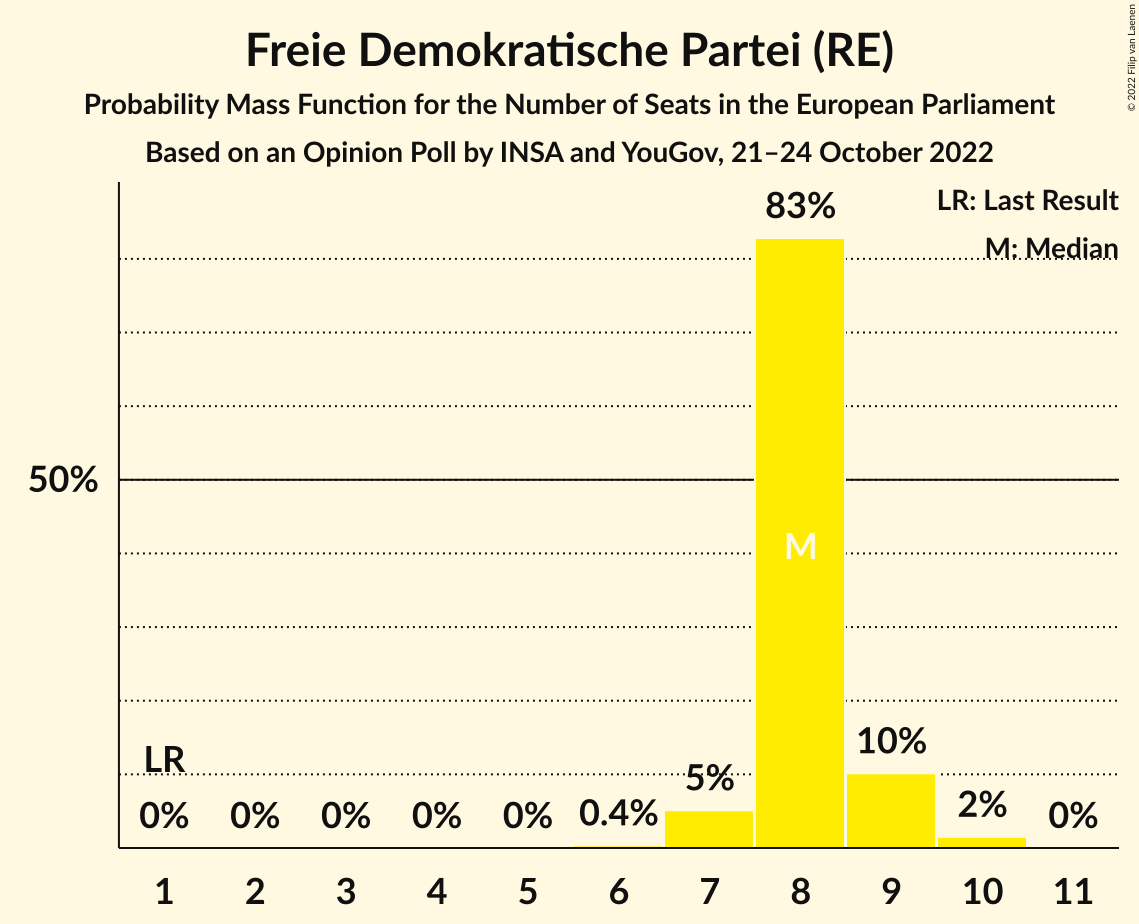 Freie Demokratische Partei (RE)
Probability Mass Function for the Number of Seats in the European Parliament
Based on an Opinion Poll by INSA and YouGov, 21–24 October 2022
© 2022 Filip van Laenen
LR: Last Result
M: Median
83%
50%
M
LR
10%
5%
0% 0% 0% 0% 0% 0.4% 2% 0%
1 2 3 4 5 6 7 8 9 10 11